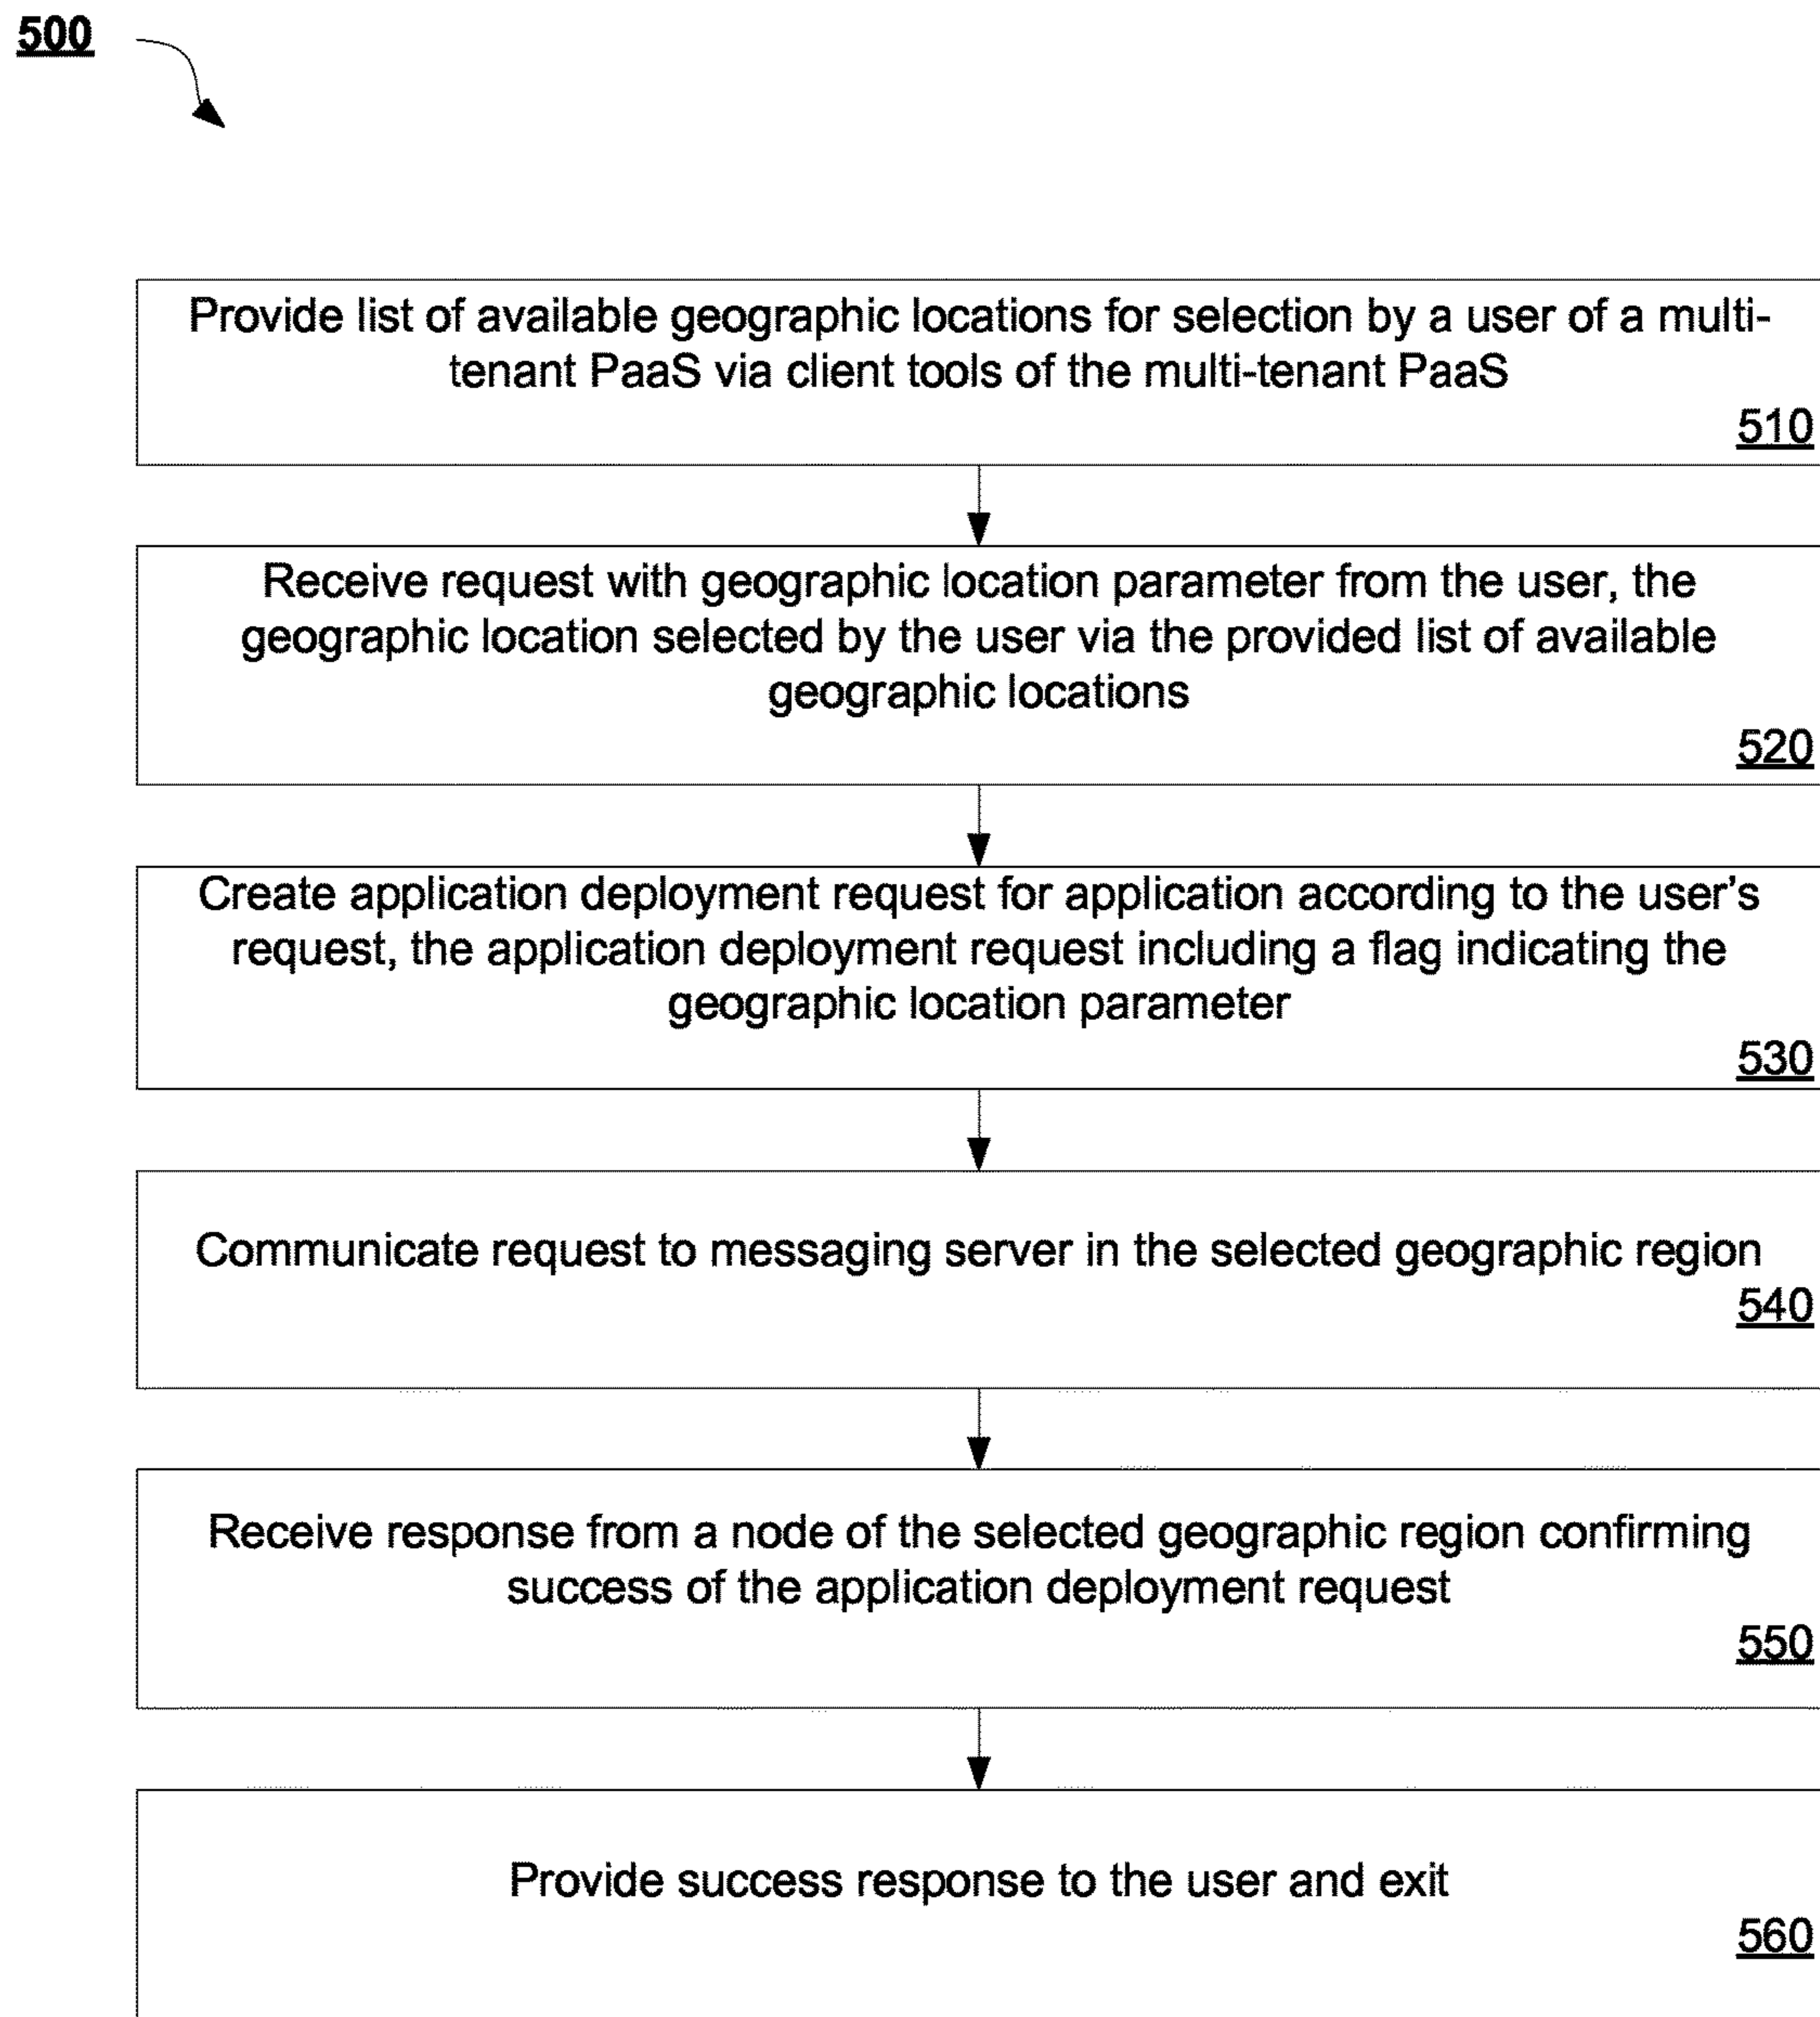 500
Provide list of available geographic locations for selection by a user of a multi-
tenant PaaS via client tools of the multi-tenant PaaS
510
Receive request with geographic location parameter from the user, the
geographic location selected by the user via the provided list of available
geographic locations
520
Create application deployment request for application according to the user’s
request, the application deployment request including a flag indicating the
geographic location parameter
530
Communicate request to messaging server in the selected geographic region
540
Receive response from a node of the selected geographic region confirming
success of the application deployment request
550
Provide success response to the user and exit
560